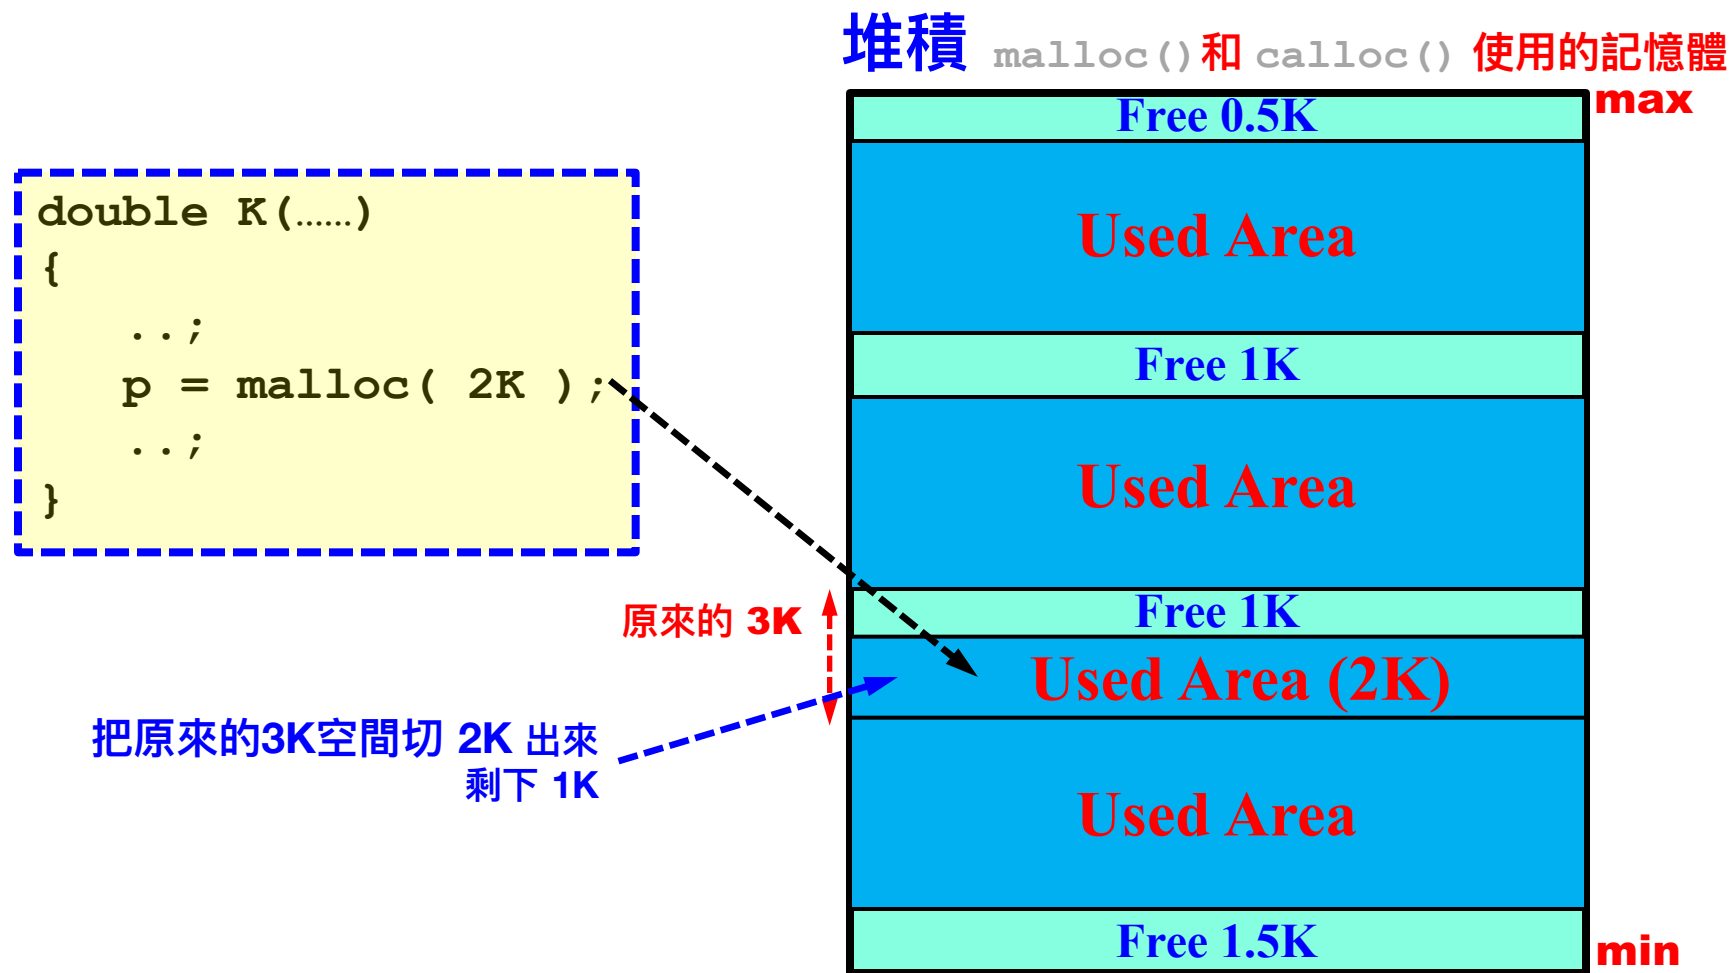 堆積 malloc()和 calloc() 使用的記憶體
max
Free 0.5K
Used Area
double K(……)
{
..;
p = malloc( 2K );
..;
}
Free 1K
Used Area
原來的 3K
Free 1K
Used Area (2K)
把原來的3K空間切 2K 出來
剩下 1K
Used Area
Free 1.5K
min